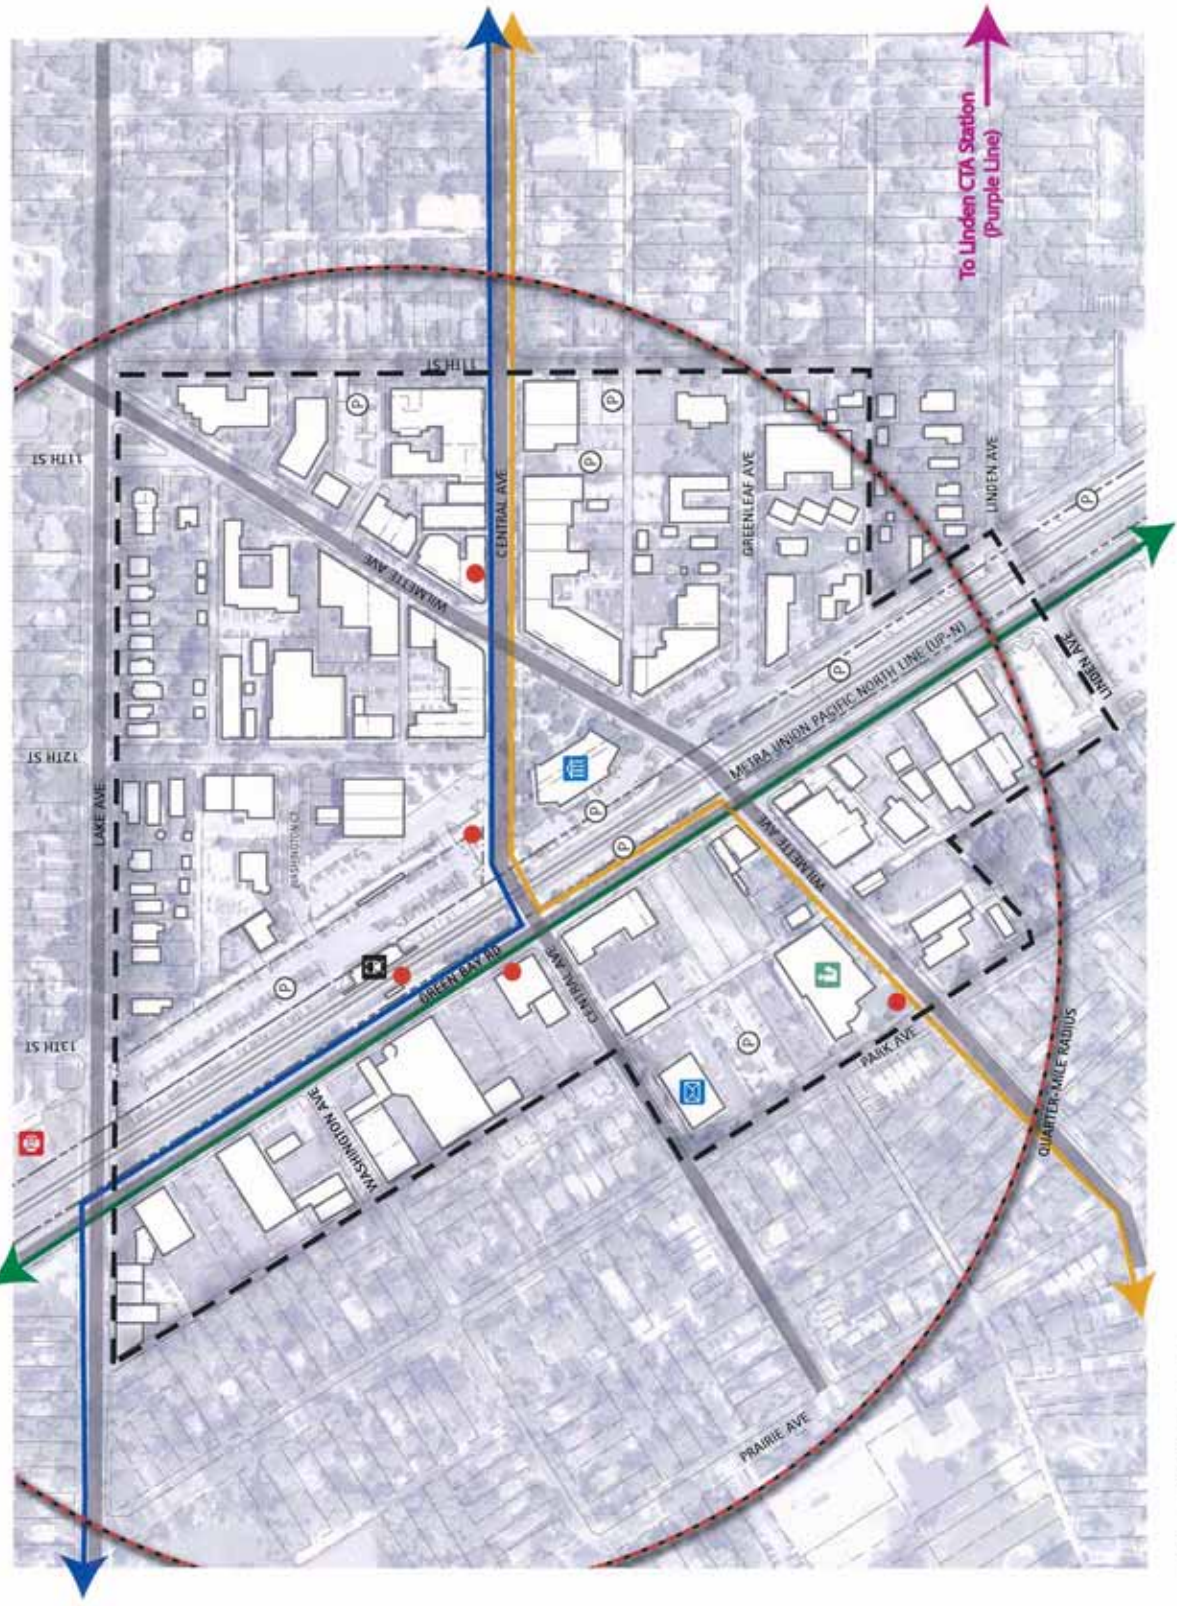 To Linden CTA Station
(Purple Line)
11TH ST
11TH ST
LINDEN AVE
CENTRAL AVE
GREENLEAF AVE
WILMETTE AVE
METRA UNION PACIFIC NORTH LINE (UP-N)
LINDEN AVE
12TH ST
LAKE AVE
WILMETTE AVE
GREEN BAY RD
CENTRAL AVE
13TH ST
PARK AVE
QUARTER-MILE RADIUS
WASHINGTON AVE
PRAIRIE AVE
P
P
P
P
P
P
P
P
P